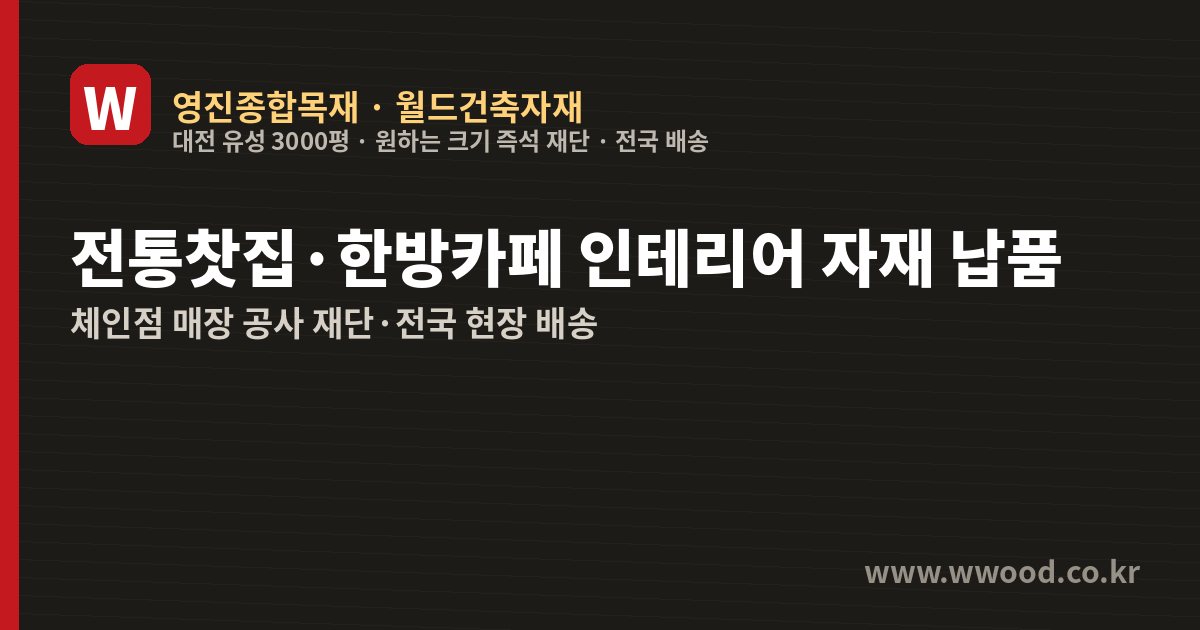 W
영진종합목재 · 월드건축자재
대전 유성 3000평 · 원하는 크기 즉석 재단 · 전국 배송
전통찻집·한방카페 인테리어 자재 납품
체인점 매장 공사 재단·전국 현장 배송
www.wwood.co.kr